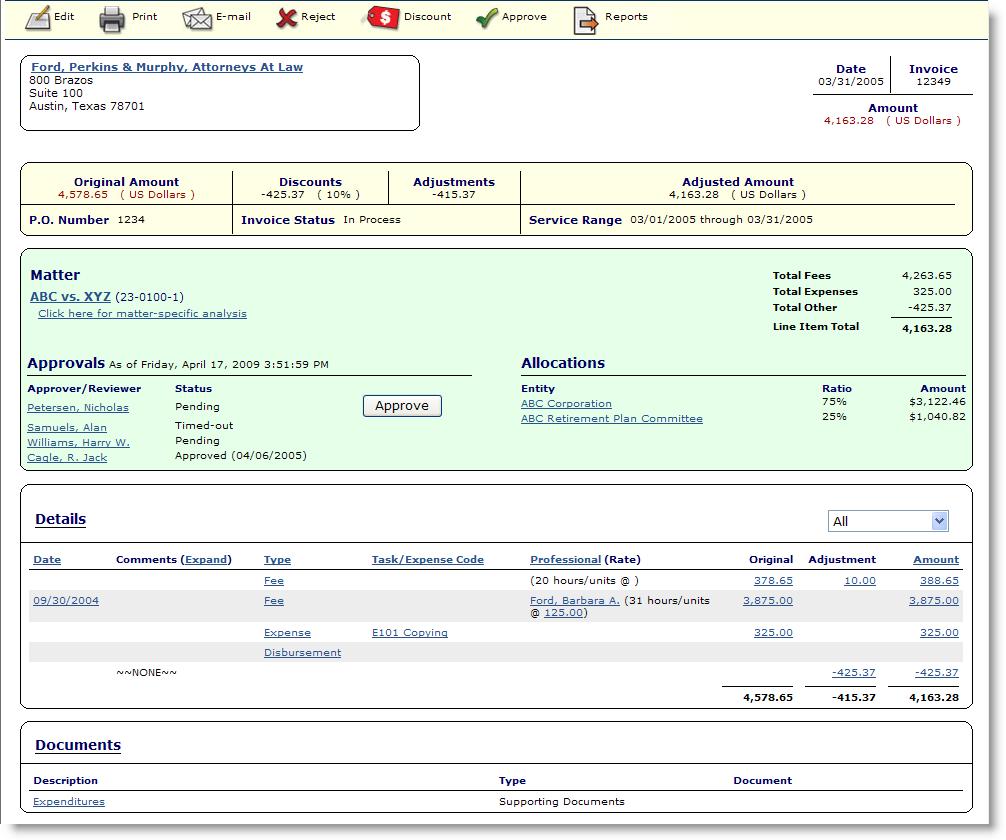 Edit Print E-mail Reject Discount Approve Reports
Ford, Perkins & Murphy, Attorneys At Law
800 Brazos
Suite 100
Austin, Texas 78701
Date Invoice
03/31/2005 12349
Amount
4,163.28 ( US Dollars )
Original Amount Discounts Adjustments Adjusted Amount
4,578.65 ( US Dollars ) -425.37 ( 10% ) -415.37 4,163.28 ( US Dollars )
P.O. Number 1234 Invoice Status In Process Service Range 03/01/2005 through 03/31/2005
Matter
ABC vs. XYZ (23-0100-1)
Click here for matter-specific analysis
Total Fees 4,263.65
Total Expenses 325.00
Total Other -425.37
Line Item Total 4,163.28
Approvals As of Friday, April 17, 2009 3:51:59 PM
Approver/Reviewer Status
Petersen, Nicholas Pending Approve
Samuels, Alan Timed-out
Williams, Harry W. Pending
Cagle, R. Jack Approved (04/06/2005)
Allocations
Entity Ratio Amount
ABC Corporation 75% $3,122.46
ABC Retirement Plan Committee 25% $1,040.82
Details All
Date Comments (Expand) Type Task/Expense Code Professional (Rate) Original Adjustment Amount
Fee (20 hours/units @ ) 378.65 10.00 388.65
09/30/2004 Fee Ford, Barbara A. (31 hours/units 3,875.00 3,875.00
@ 125.00)
Expense E101 Copying 325.00 325.00
Disbursement
~~NONE~~ -425.37 -425.37
4,578.65 -415.37 4,163.28
Documents
Description Type Document
Expenditures Supporting Documents